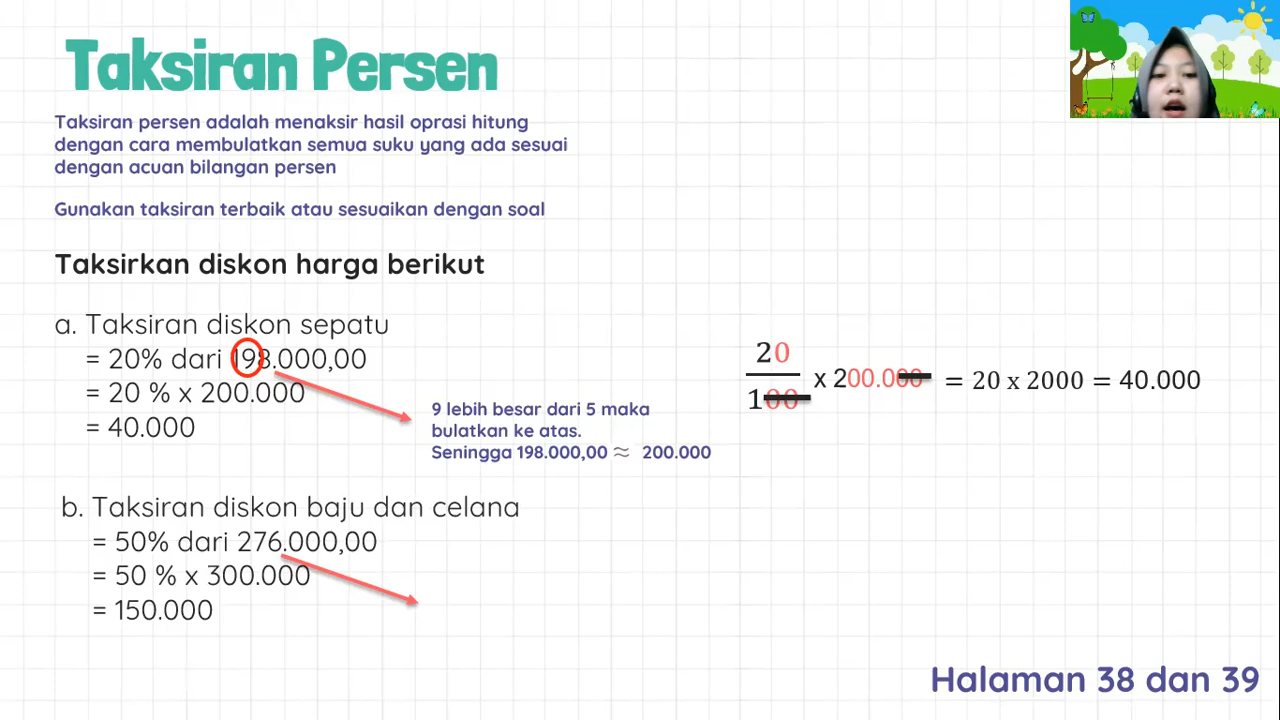 Taksiran Persen
Taksiran persen adalah menaksir hasil oprasi hitung
dengan cara membulatkan semua suku yang ada sesuai
dengan acuan bilangan persen
Gunakan taksiran terbaik atau sesuaikan dengan soal
Taksirkan diskon harga berikut
a. Taksiran diskon sepatu
= 20% dari 198.000,00
= 20 % x 200.000
= 40.000
9 lebih besar dari 5 maka
bulatkan ke atas.
Seningga 198.000,00 ≈ 200.000
20
100
x 200.000 = 20 x 2000 = 40.000
b. Taksiran diskon baju dan celana
= 50% dari 276.000,00
= 50 % x 300.000
= 150.000
Halaman 38 dan 39